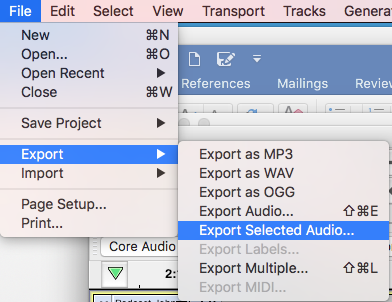 File Edit Select View Transport Tracks Genera
New ⌘N
Open... ⌘O
Open Recent
Close ⌘W
Save Project
Export
Import
Page Setup...
Print...
References Mailings Review
Export as MP3
Export as WAV
Export as OGG
Export Audio... ⇧⌘E
Export Selected Audio...
Export Labels...
Export Multiple... ⇧⌘L
Export MIDI...
Core Audio